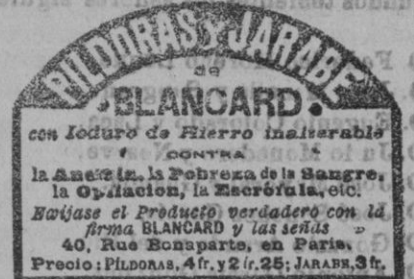 PILDORAS Y JARABE
de
BLANCARD
con Ioduro de Hierro inalterable
CONTRA
la Anemia, la Pobreza de la Sangre,
la Opilacion, la Escrófula, etc.
Exijase el Producto verdadero con la
firma BLANCARD y las señas
40, Rue Bonaparte, en Paris.
Precio: PÍLDORAS, 4 fr. y 2 fr. 25; JARABE, 3 fr.